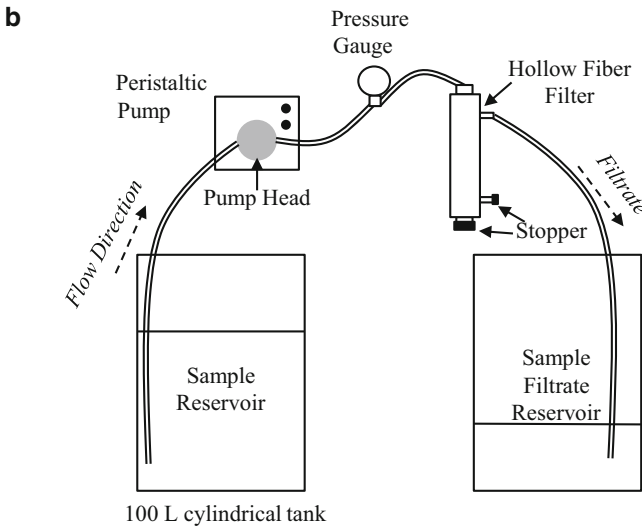 b
Pressure
Gauge
Peristaltic
Pump
Hollow Fiber
Filter
Pump Head
Flow Direction
Filtrate
Stopper
Sample
Reservoir
Sample
Filtrate
Reservoir
100 L cylindrical tank